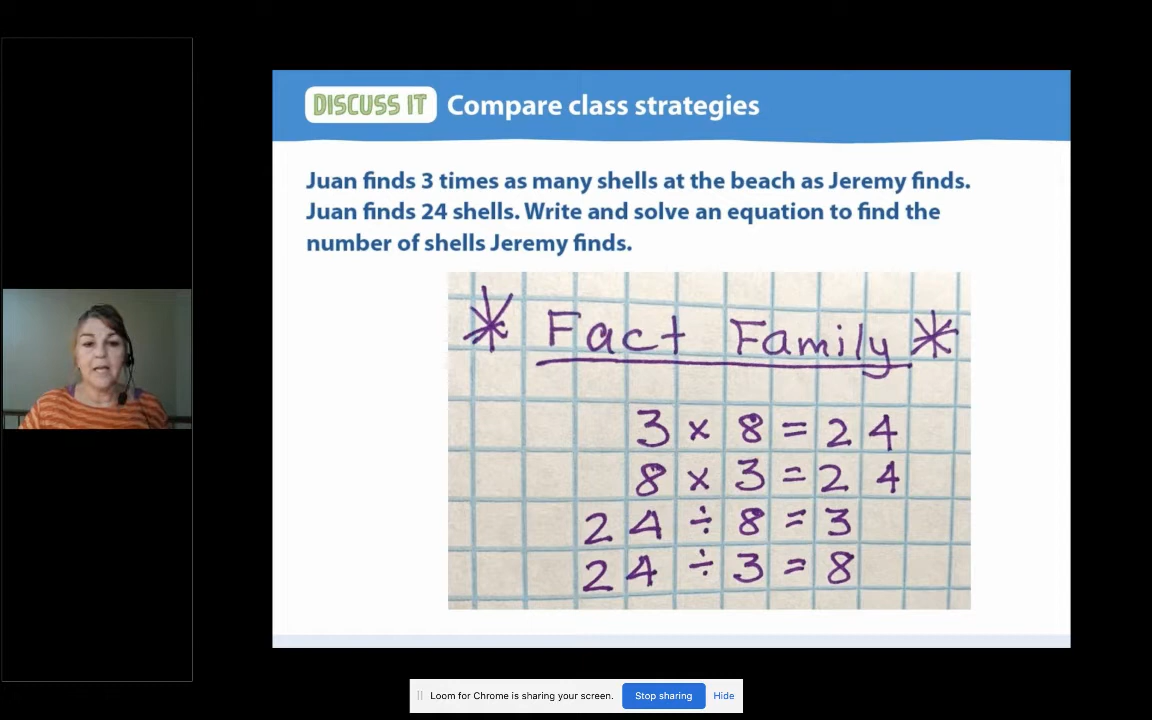 DISCUSS IT Compare class strategies
Juan finds 3 times as many shells at the beach as Jeremy finds.
Juan finds 24 shells. Write and solve an equation to find the
number of shells Jeremy finds.
* Fact Family *
3 × 8 = 24
8 × 3 = 24
24 ÷ 8 = 3
24 ÷ 3 = 8
Loom for Chrome is sharing your screen. Stop sharing Hide